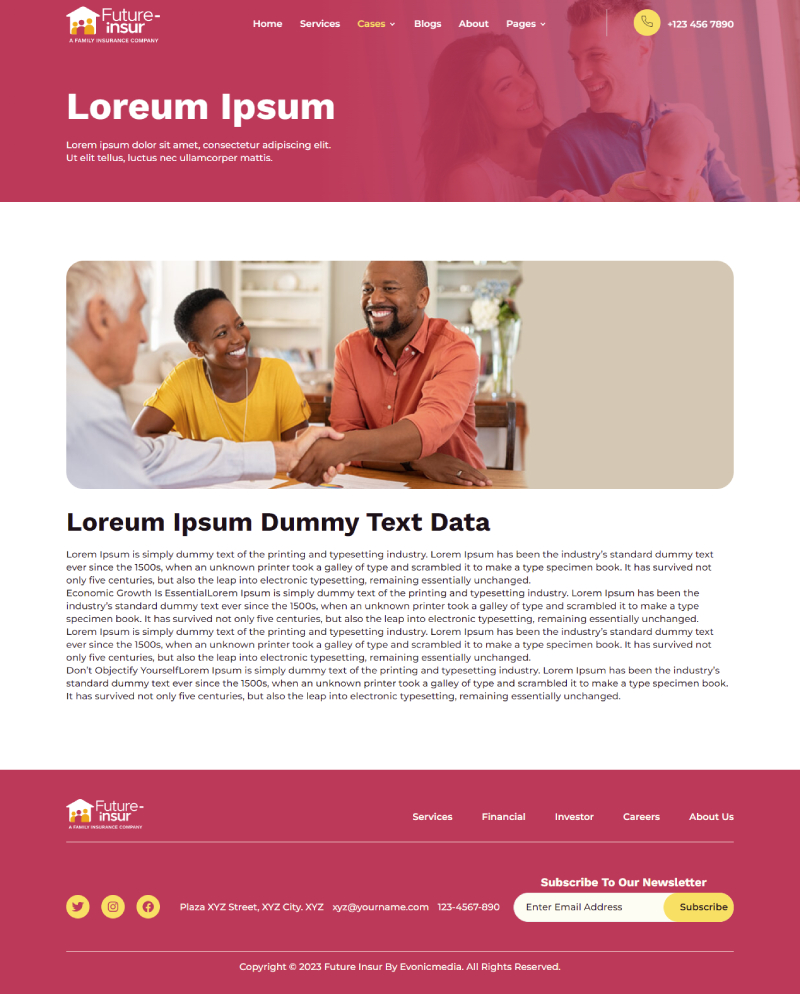 Future-
insur
A FAMILY INSURANCE COMPANY
Home Services Cases Blogs About Pages
+123 456 7890
Loreum Ipsum
Lorem ipsum dolor sit amet, consectetur adipiscing elit.
Ut elit tellus, luctus nec ullamcorper mattis.
Loreum Ipsum Dummy Text Data
Lorem Ipsum is simply dummy text of the printing and typesetting industry. Lorem Ipsum has been the industry's standard dummy text
ever since the 1500s, when an unknown printer took a galley of type and scrambled it to make a type specimen book. It has survived not
only five centuries, but also the leap into electronic typesetting, remaining essentially unchanged.
Economic Growth Is EssentialLorem Ipsum is simply dummy text of the printing and typesetting industry. Lorem Ipsum has been the
industry's standard dummy text ever since the 1500s, when an unknown printer took a galley of type and scrambled it to make a type
specimen book. It has survived not only five centuries, but also the leap into electronic typesetting, remaining essentially unchanged.
Lorem Ipsum is simply dummy text of the printing and typesetting industry. Lorem Ipsum has been the industry's standard dummy text
ever since the 1500s, when an unknown printer took a galley of type and scrambled it to make a type specimen book. It has survived not
only five centuries, but also the leap into electronic typesetting, remaining essentially unchanged.
Don't Objectify YourselfLorem Ipsum is simply dummy text of the printing and typesetting industry. Lorem Ipsum has been the industry's
standard dummy text ever since the 1500s, when an unknown printer took a galley of type and scrambled it to make a type specimen book.
It has survived not only five centuries, but also the leap into electronic typesetting, remaining essentially unchanged.
Future-
insur
A FAMILY INSURANCE COMPANY
Services Financial Investor Careers About Us
Subscribe To Our Newsletter
Plaza XYZ Street, XYZ City. XYZ xyz@yourname.com 123-4567-890
Enter Email Address Subscribe
Copyright © 2023 Future Insur By Evonicmedia. All Rights Reserved.